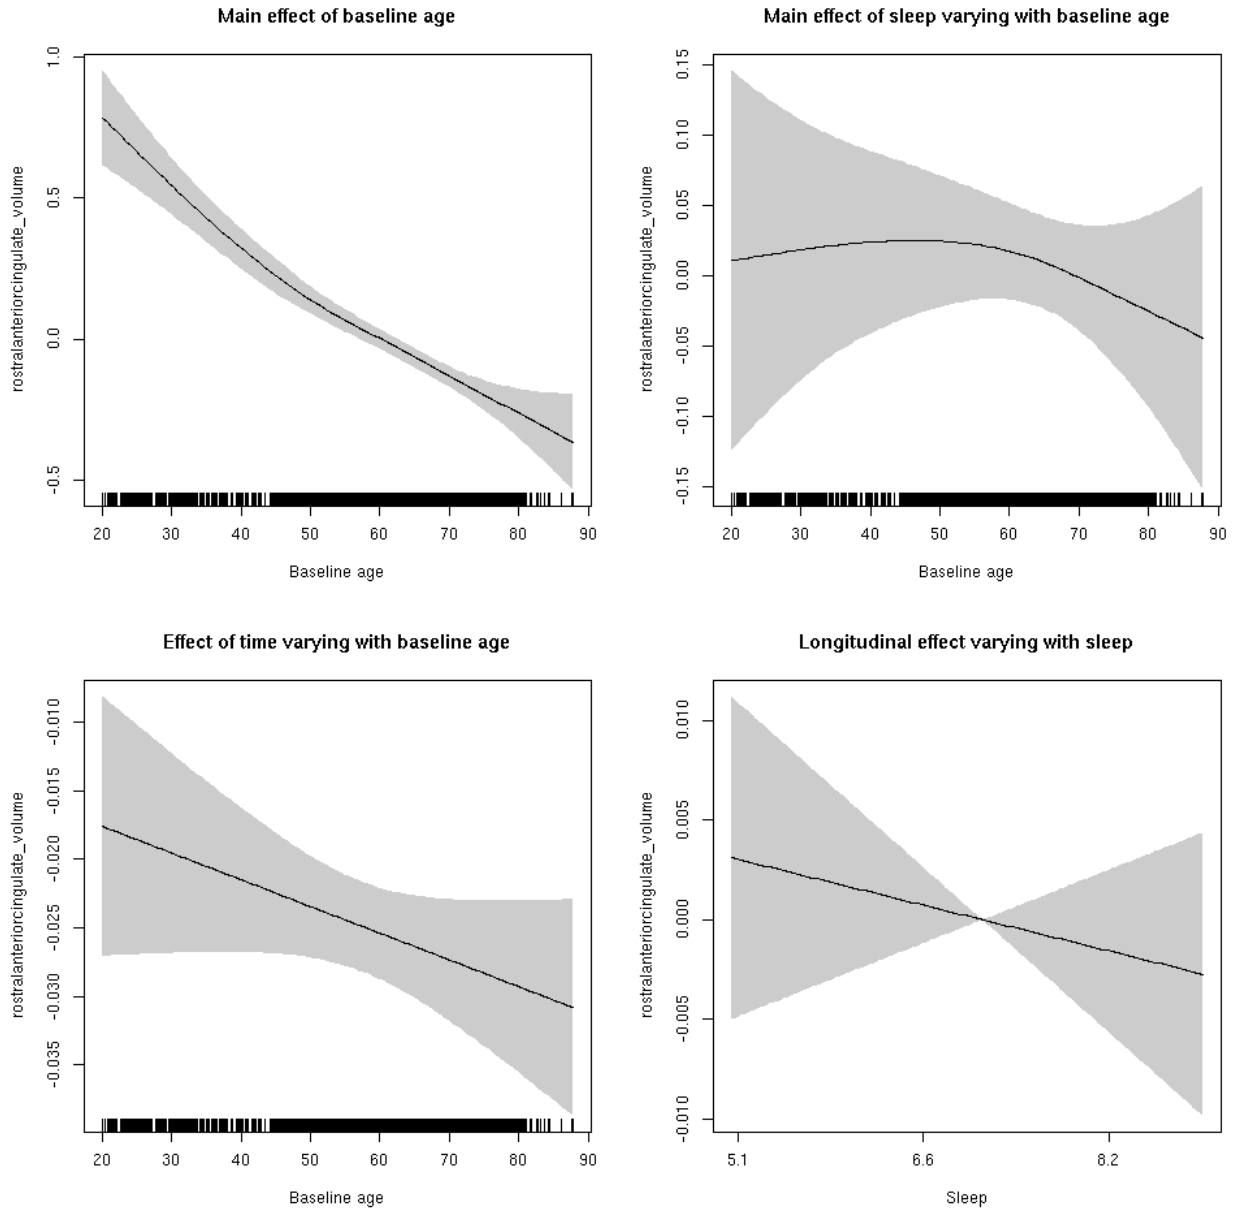 Main effect of baseline age
rostralanteriorcingulate_volume
1.0
0.5
0.0
-0.5
20 30 40 50 60 70 80 90
Baseline age
Main effect of sleep varying with baseline age
rostralanteriorcingulate_volume
0.15
0.10
0.05
0.00
-0.05
-0.10
-0.15
20 30 40 50 60 70 80 90
Baseline age
Effect of time varying with baseline age
rostralanteriorcingulate_volume
-0.010
-0.015
-0.020
-0.025
-0.030
-0.035
20 30 40 50 60 70 80 90
Baseline age
Longitudinal effect varying with sleep
rostralanteriorcingulate_volume
0.010
0.005
0.000
-0.005
-0.010
5.1 6.6 8.2
Sleep